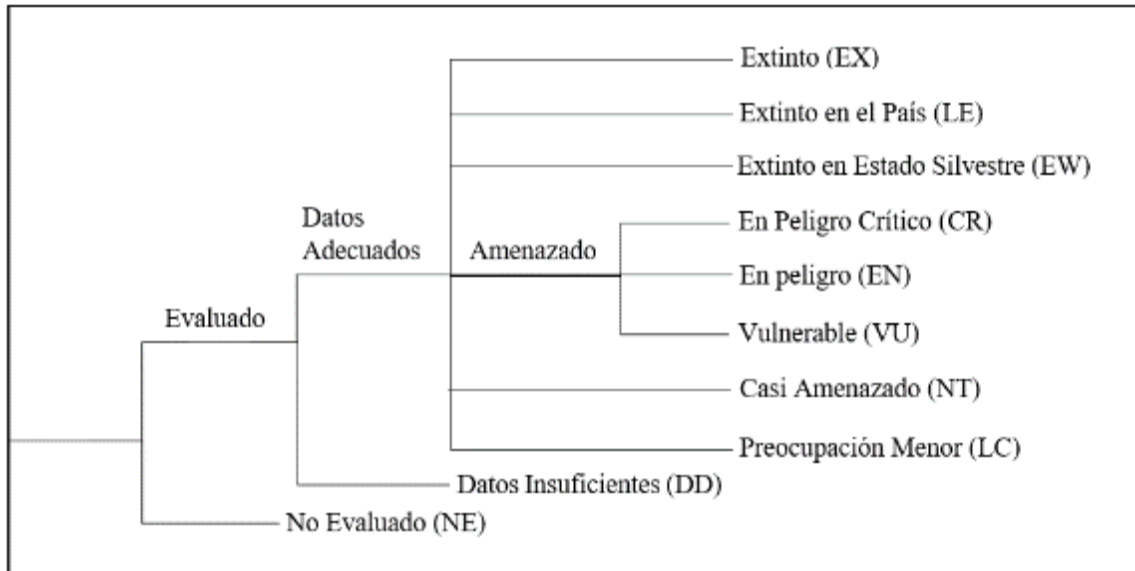 Extinto (EX)
Extinto en el País (LE)
Extinto en Estado Silvestre (EW)
Datos
Adecuados
Amenazado
En Peligro Crítico (CR)
En peligro (EN)
Evaluado
Vulnerable (VU)
Casi Amenazado (NT)
Preocupación Menor (LC)
Datos Insuficientes (DD)
No Evaluado (NE)